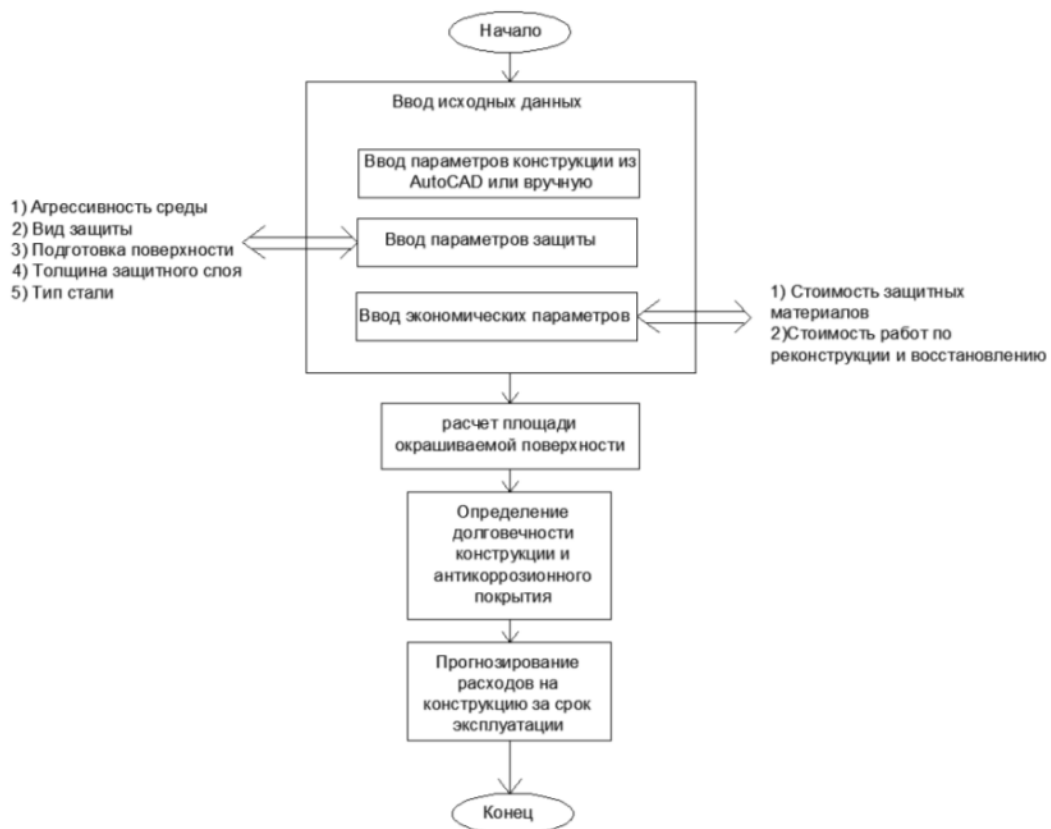 Начало
Ввод исходных данных
Ввод параметров конструкции из
AutoCAD или вручную
1) Агрессивность среды
2) Вид защиты
3) Подготовка поверхности
4) Толщина защитного слоя
5) Тип стали
Ввод параметров защиты
Ввод экономических параметров
1) Стоимость защитных
материалов
2)Стоимость работ по
реконструкции и восстановлению
расчет площади
окрашиваемой поверхности
Определение
долговечности
конструкции и
антикоррозионного
покрытия
Прогнозирование
расходов на
конструкцию за срок
эксплуатации
Конец